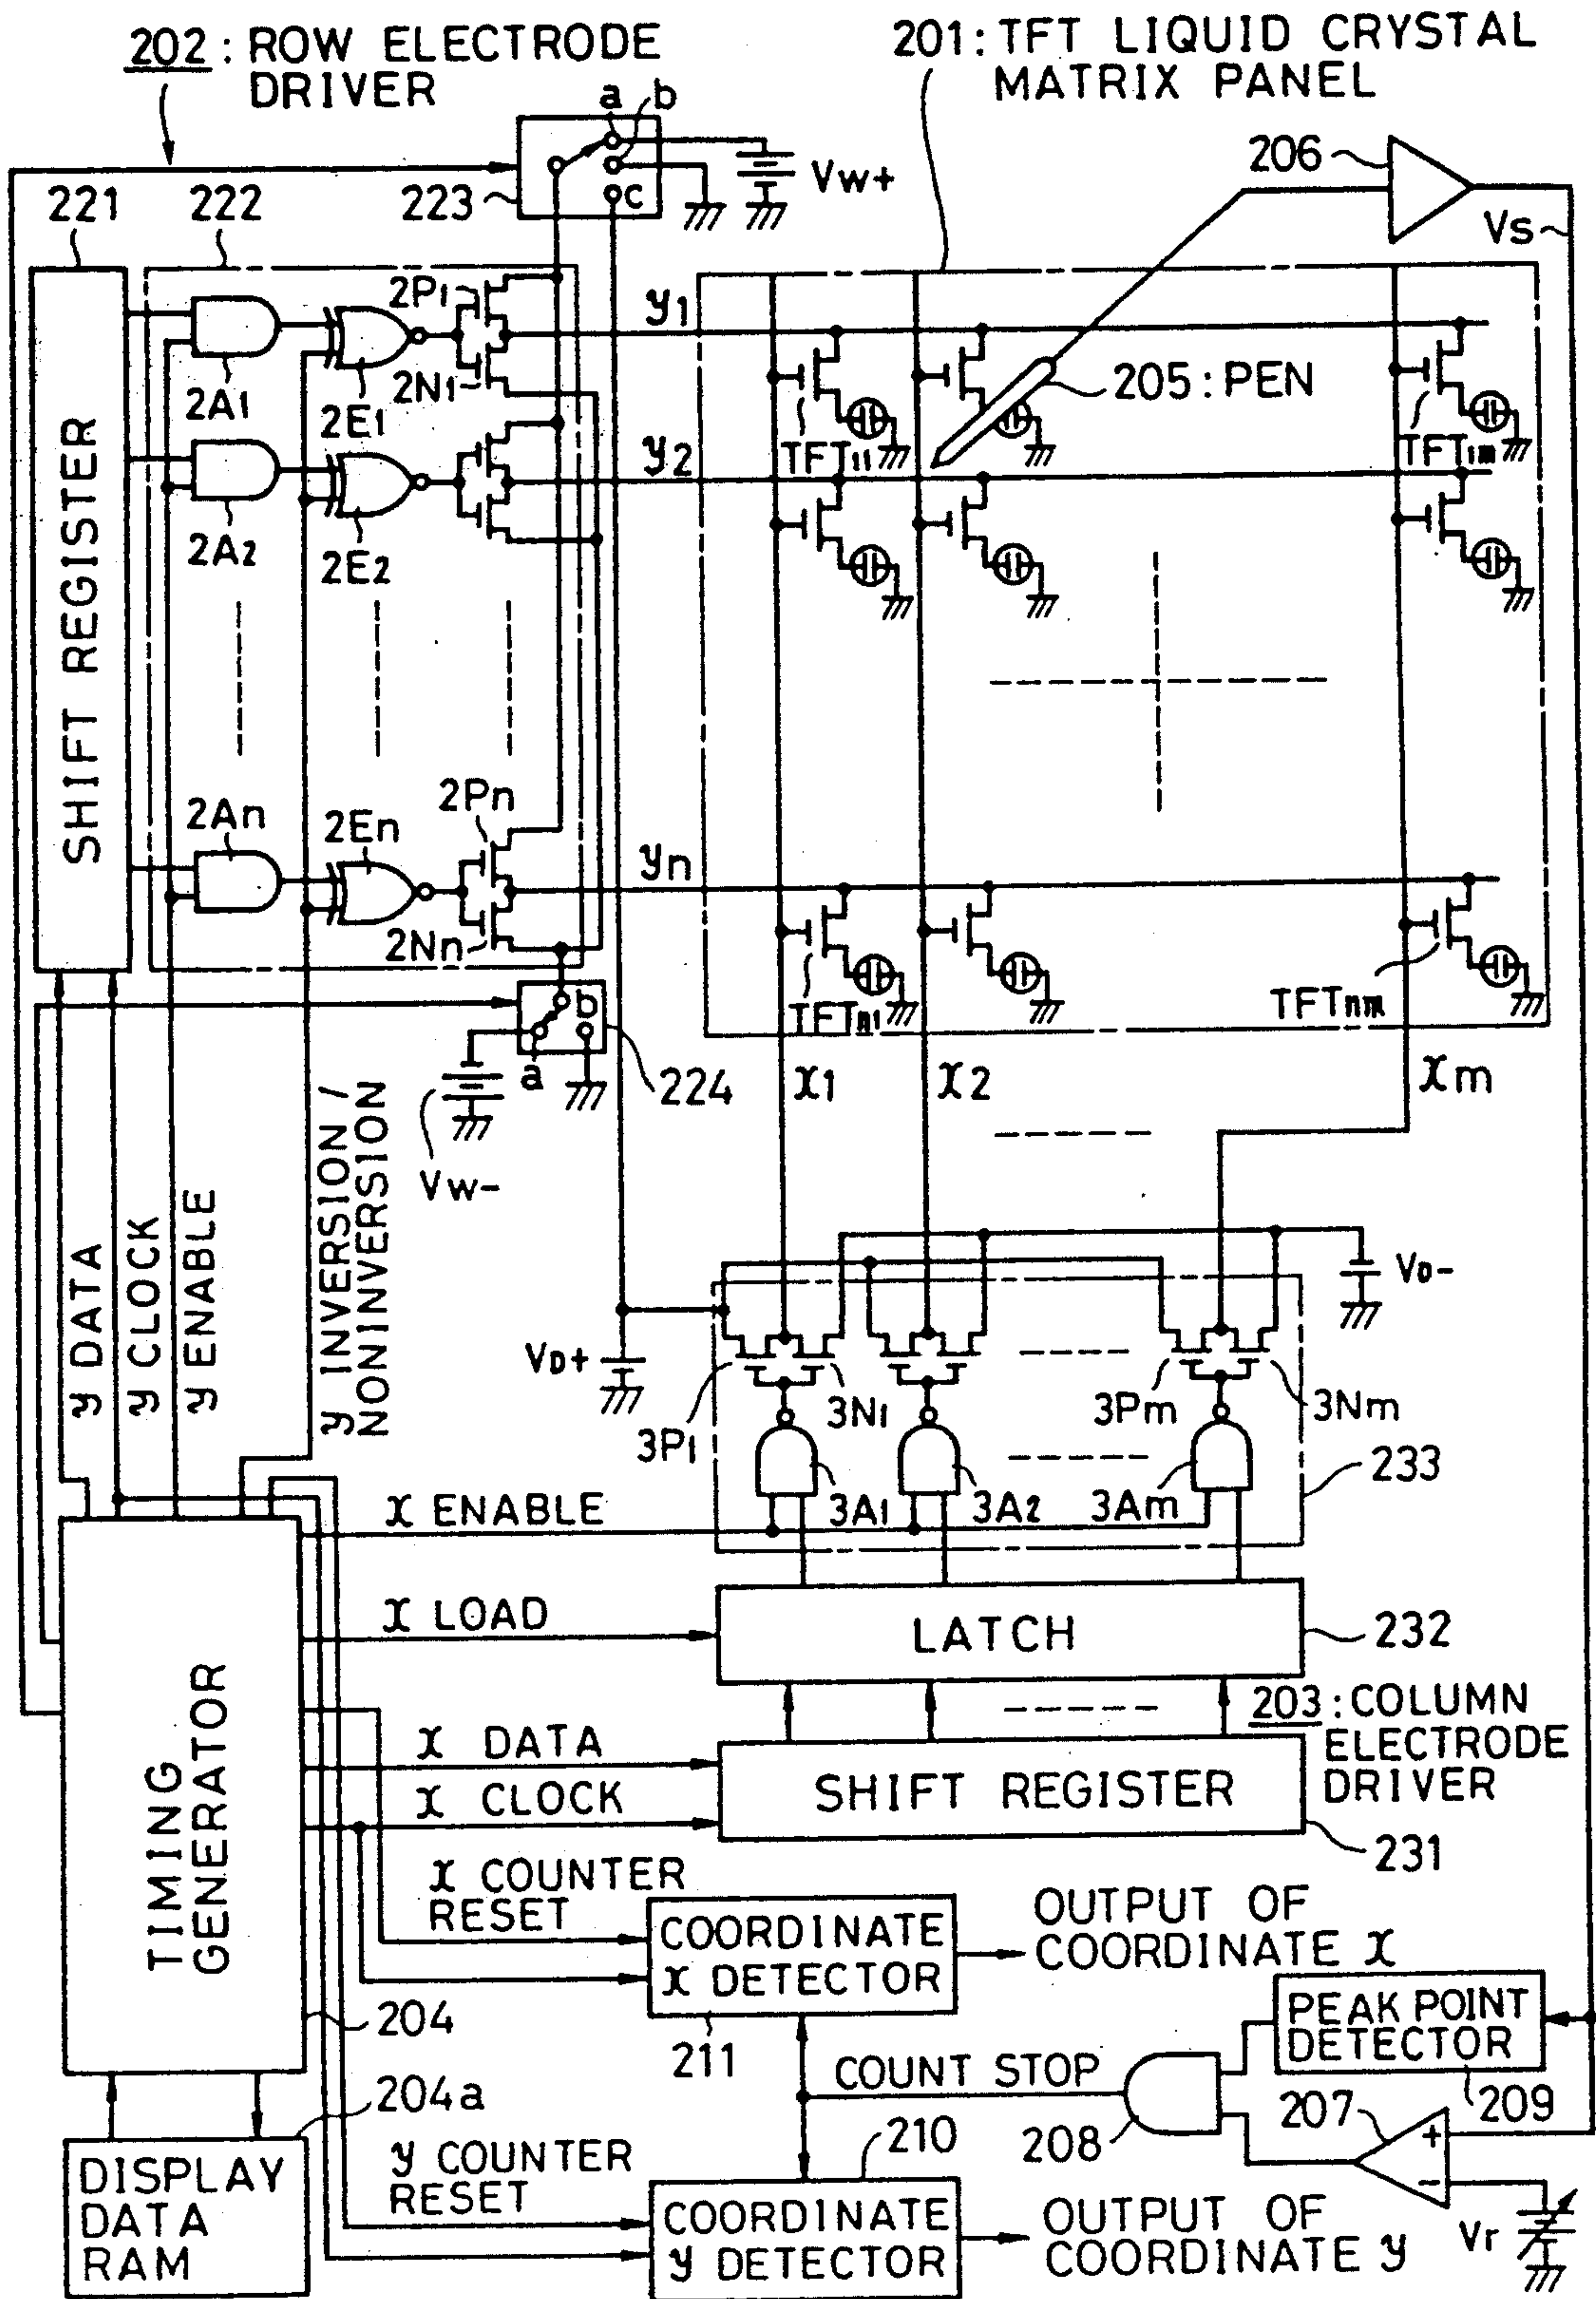 202: ROW ELECTRODE
DRIVER
201: TFT LIQUID CRYSTAL
MATRIX PANEL
a
b
c
223
Vw+
206
Vs
221
222
SHIFT REGISTER
2P1
2N1
2A1
2E1
2A2
2E2
2An
2En
2Pn
2Nn
y1
y2
yn
205: PEN
TFT11
TFT1m
TFTn1
TFTnm
a
b
224
Vw-
x1
x2
xm
y DATA
y CLOCK
y ENABLE
y INVERSION /
NONINVERSION
VD+
VD-
3P1
3N1
3Pm
3Nm
3A1
3A2
3Am
233
x ENABLE
x LOAD
LATCH
232
203: COLUMN
ELECTRODE
DRIVER
x DATA
x CLOCK
SHIFT REGISTER
231
TIMING
GENERATOR
204
x COUNTER
RESET
COORDINATE
x DETECTOR
211
OUTPUT OF
COORDINATE x
PEAK POINT
DETECTOR
209
COUNT STOP
208
207
+
-
Vr
204a
DISPLAY
DATA
RAM
y COUNTER
RESET
210
COORDINATE
y DETECTOR
OUTPUT OF
COORDINATE y